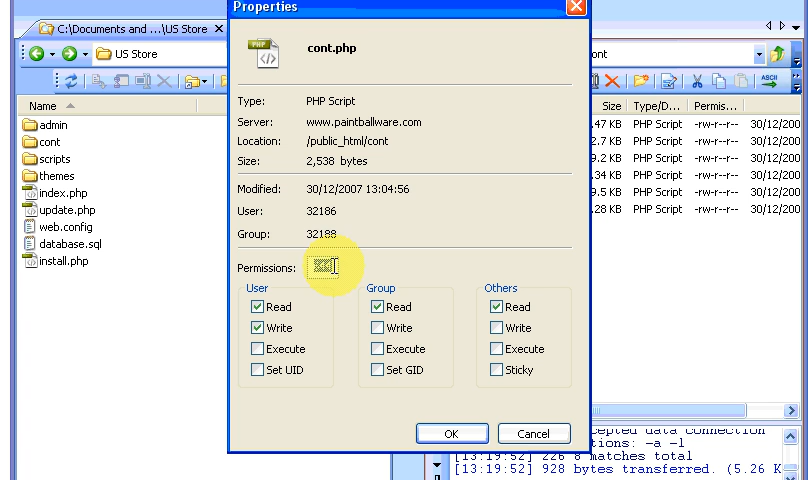 Properties
C:\Documents and ...\US Store
US Store
ont
ASCII
Name
Size Type/D... Permis...
admin
cont
scripts
themes
index.php
update.php
web.config
database.sql
install.php
cont.php
PHP
Type: PHP Script
Server: www.paintballware.com
Location: /public_html/cont
Size: 2,538 bytes
Modified: 30/12/2007 13:04:56
User: 32186
Group: 32188
Permissions:
User
Read
Write
Execute
Set UID
Group
Read
Write
Execute
Set GID
Others
Read
Write
Execute
Sticky
OK
Cancel
.47 KB PHP Script -rw-r--r-- 30/12/200
2.7 KB PHP Script -rw-r--r-- 30/12/200
9.2 KB PHP Script -rw-r--r-- 30/12/200
.34 KB PHP Script -rw-r--r-- 30/12/200
9.5 KB PHP Script -rw-r--r-- 30/12/200
.28 KB PHP Script -rw-r--r-- 30/12/200
cepted data connection
tions: -a -l
[13:19:52] 226 8 matches total
[13:19:52] 928 bytes transferred. (5.26 K